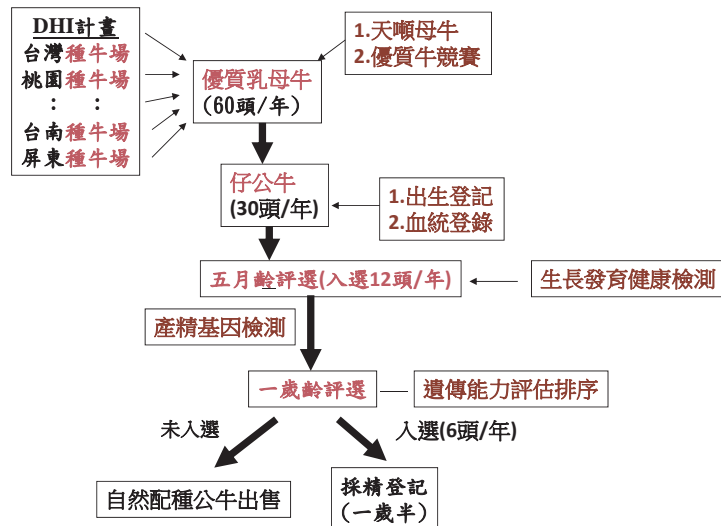 DHI計畫
台灣種牛場
桃園種牛場
： ：
台南種牛場
屏東種牛場
1.天噸母牛
2.優質牛競賽
優質乳母牛
(60頭/年)
仔公牛
(30頭/年)
1.出生登記
2.血統登錄
五月齡評選(入選12頭/年)
生長發育健康檢測
產精基因檢測
一歲齡評選
遺傳能力評估排序
未入選
入選(6頭/年)
自然配種公牛出售
採精登記
(一歲半)